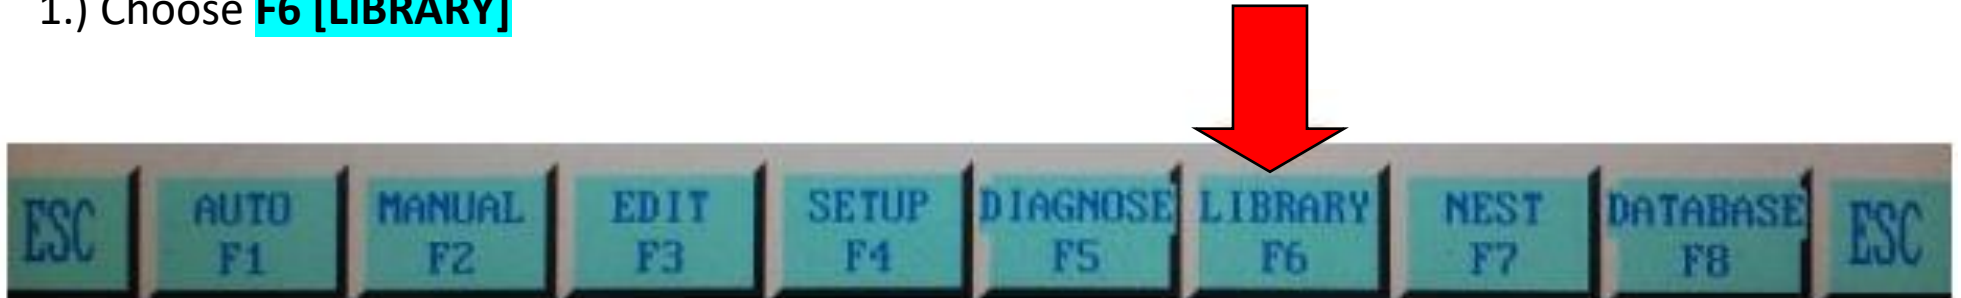 1.) Choose F6 [LIBRARY]
ESC AUTO MANUAL EDIT SETUP DIAGNOSE LIBRARY NEST DATABASE ESC
F1 F2 F3 F4 F5 F6 F7 F8